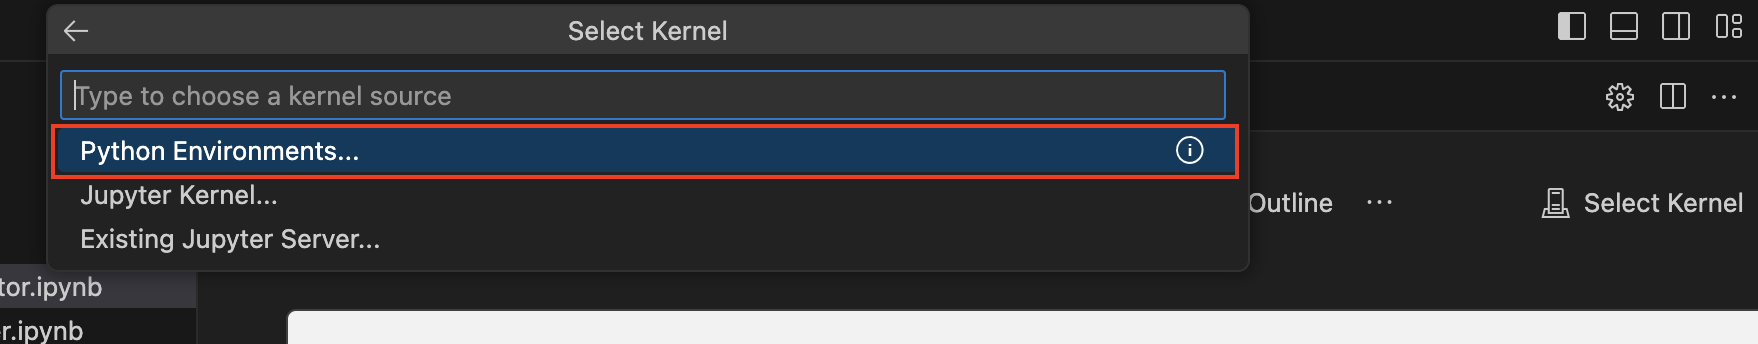 Select Kernel
Type to choose a kernel source
Python Environments...
Jupyter Kernel...
Existing Jupyter Server...
Outline
Select Kernel
tor.ipynb
r.ipynb